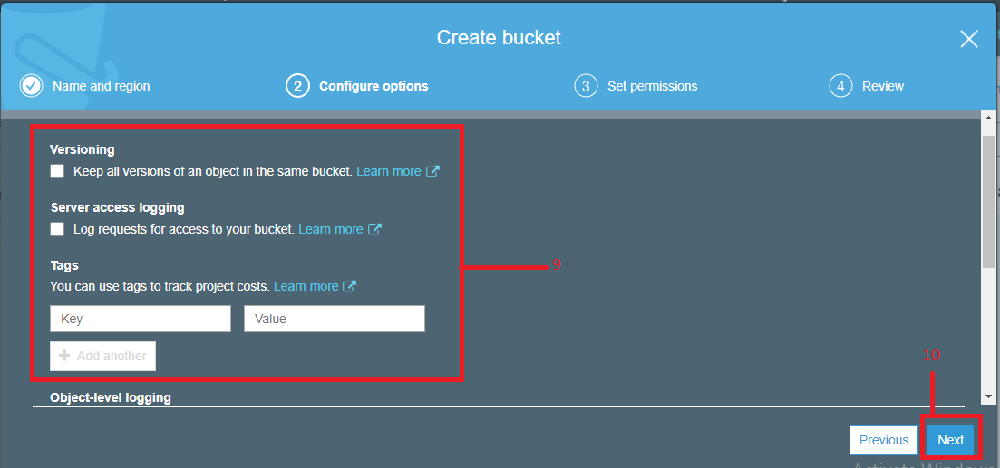 Create bucket
Name and region
2 Configure options
3 Set permissions
4 Review
Versioning
Keep all versions of an object in the same bucket. Learn more
Server access logging
Log requests for access to your bucket. Learn more
9
Tags
You can use tags to track project costs. Learn more
Key Value
Add another
10
Object-level logging
Previous Next
Activate Windows